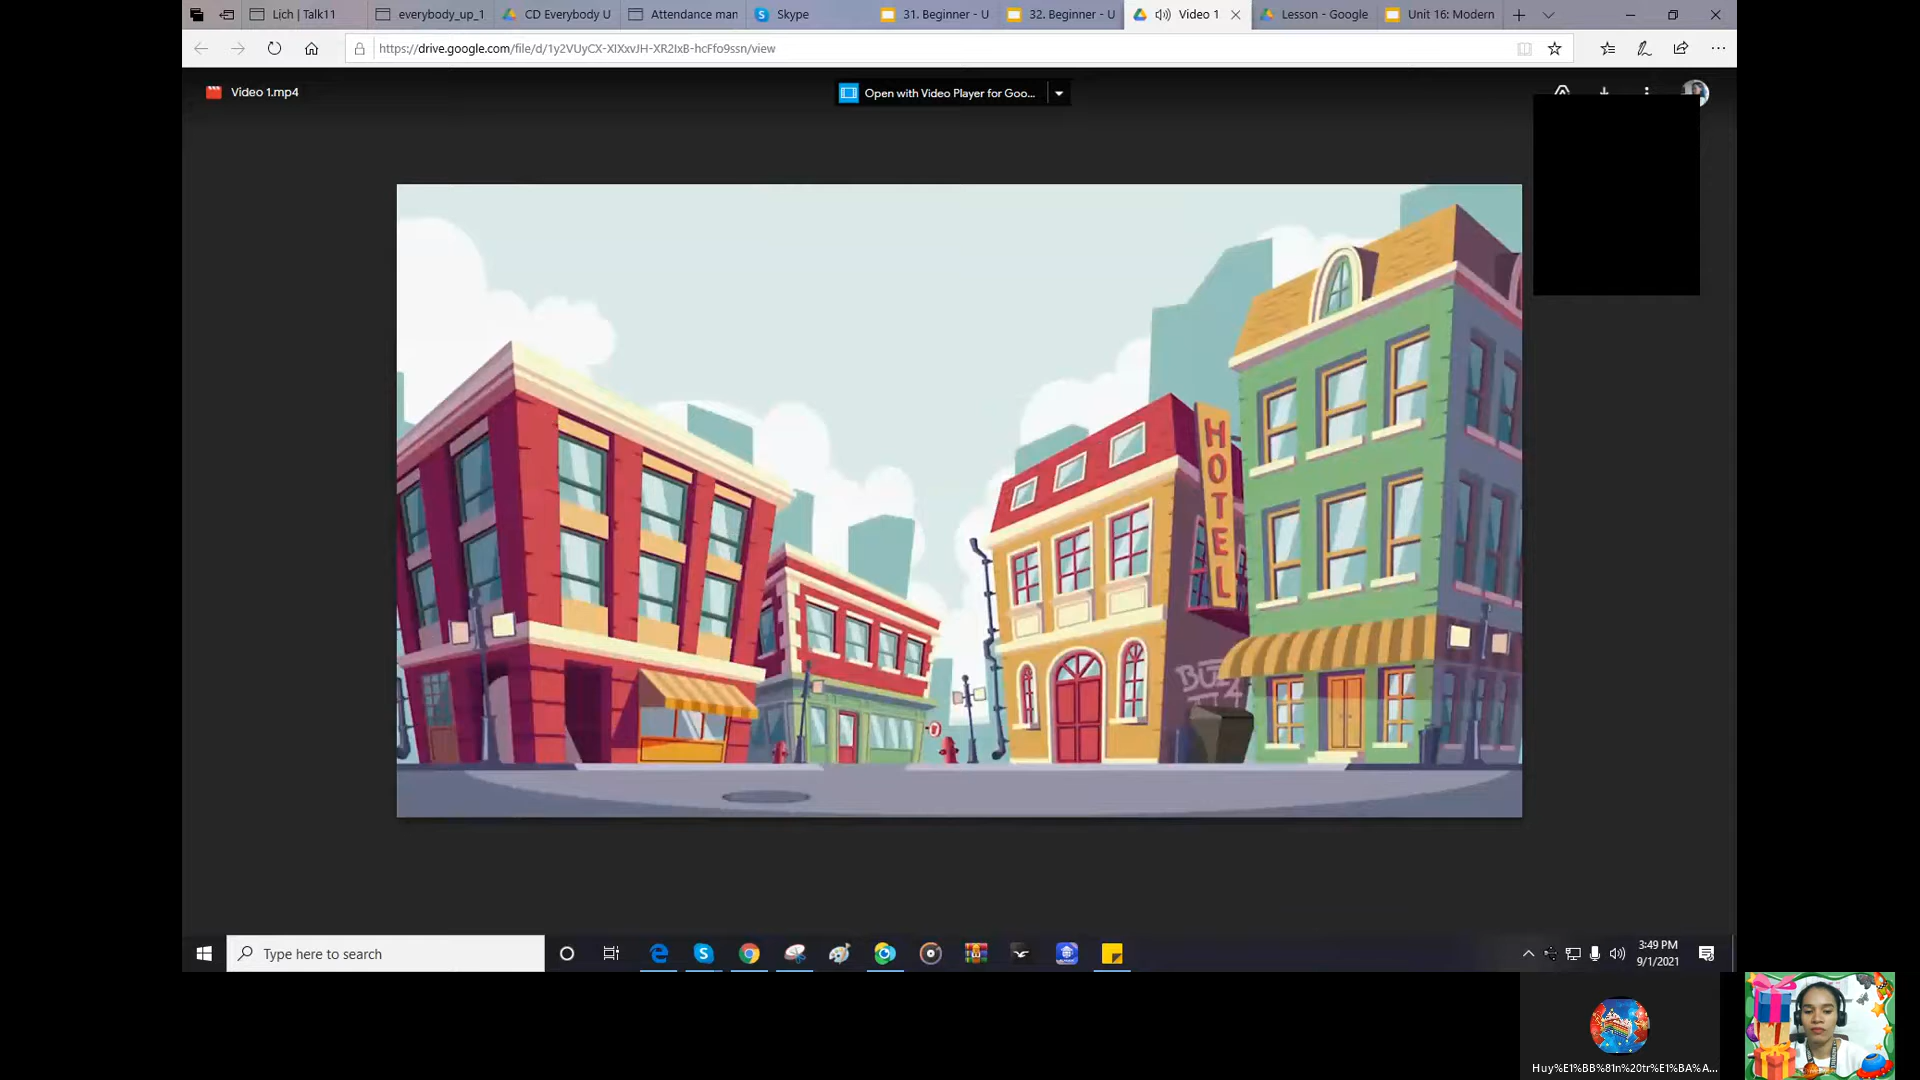 Lịch | Talk11
everybody_up_1
CD Everybody U
Attendance man
Skype
31. Beginner - U
32. Beginner - U
Video 1
Lesson - Google
Unit 16: Modern
https://drive.google.com/file/d/1y2VUyCX-XIXxvJH-XR2IxB-hcFfo9ssn/view
Video 1.mp4
Open with Video Player for Goo...
HOTEL
Type here to search
3:49 PM
9/1/2021
Huy%E1%BB%81n%20tr%E1%BA%A...